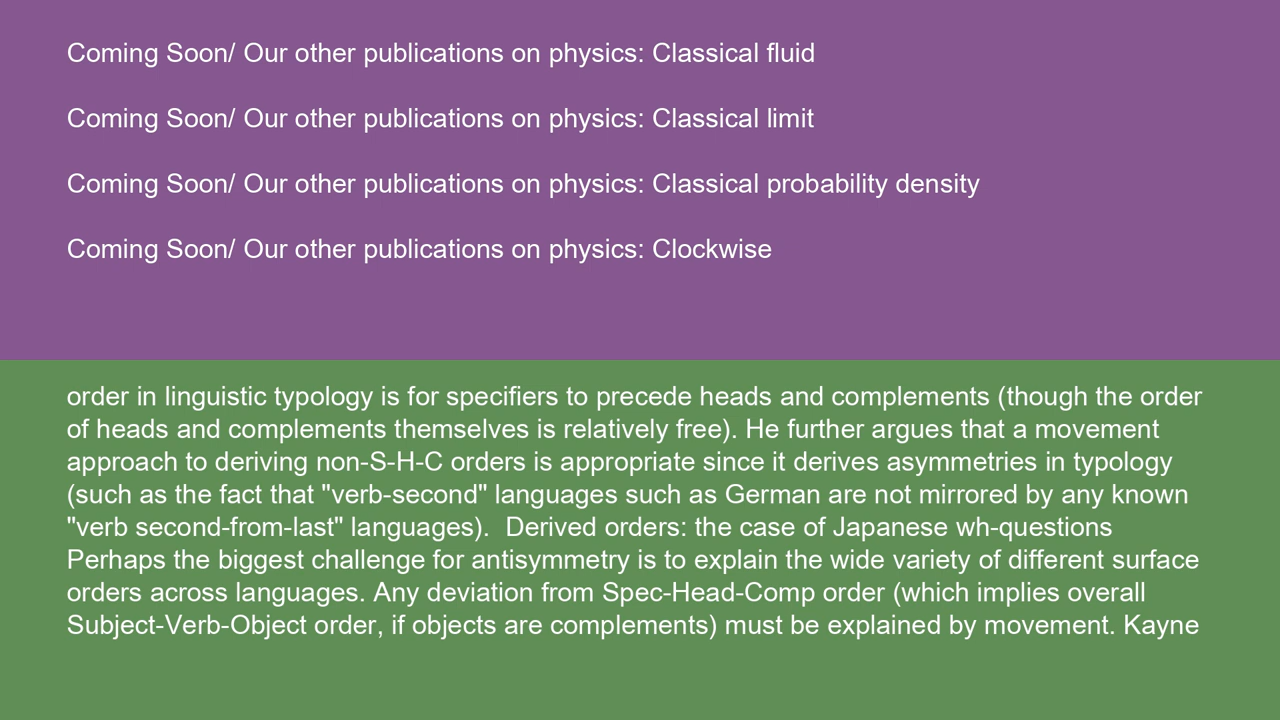 Coming Soon/ Our other publications on physics: Classical fluid
Coming Soon/ Our other publications on physics: Classical limit
Coming Soon/ Our other publications on physics: Classical probability density
Coming Soon/ Our other publications on physics: Clockwise
order in linguistic typology is for specifiers to precede heads and complements (though the order
of heads and complements themselves is relatively free). He further argues that a movement
approach to deriving non-S-H-C orders is appropriate since it derives asymmetries in typology
(such as the fact that "verb-second" languages such as German are not mirrored by any known
"verb second-from-last" languages).  Derived orders: the case of Japanese wh-questions
Perhaps the biggest challenge for antisymmetry is to explain the wide variety of different surface
orders across languages. Any deviation from Spec-Head-Comp order (which implies overall
Subject-Verb-Object order, if objects are complements) must be explained by movement. Kayne